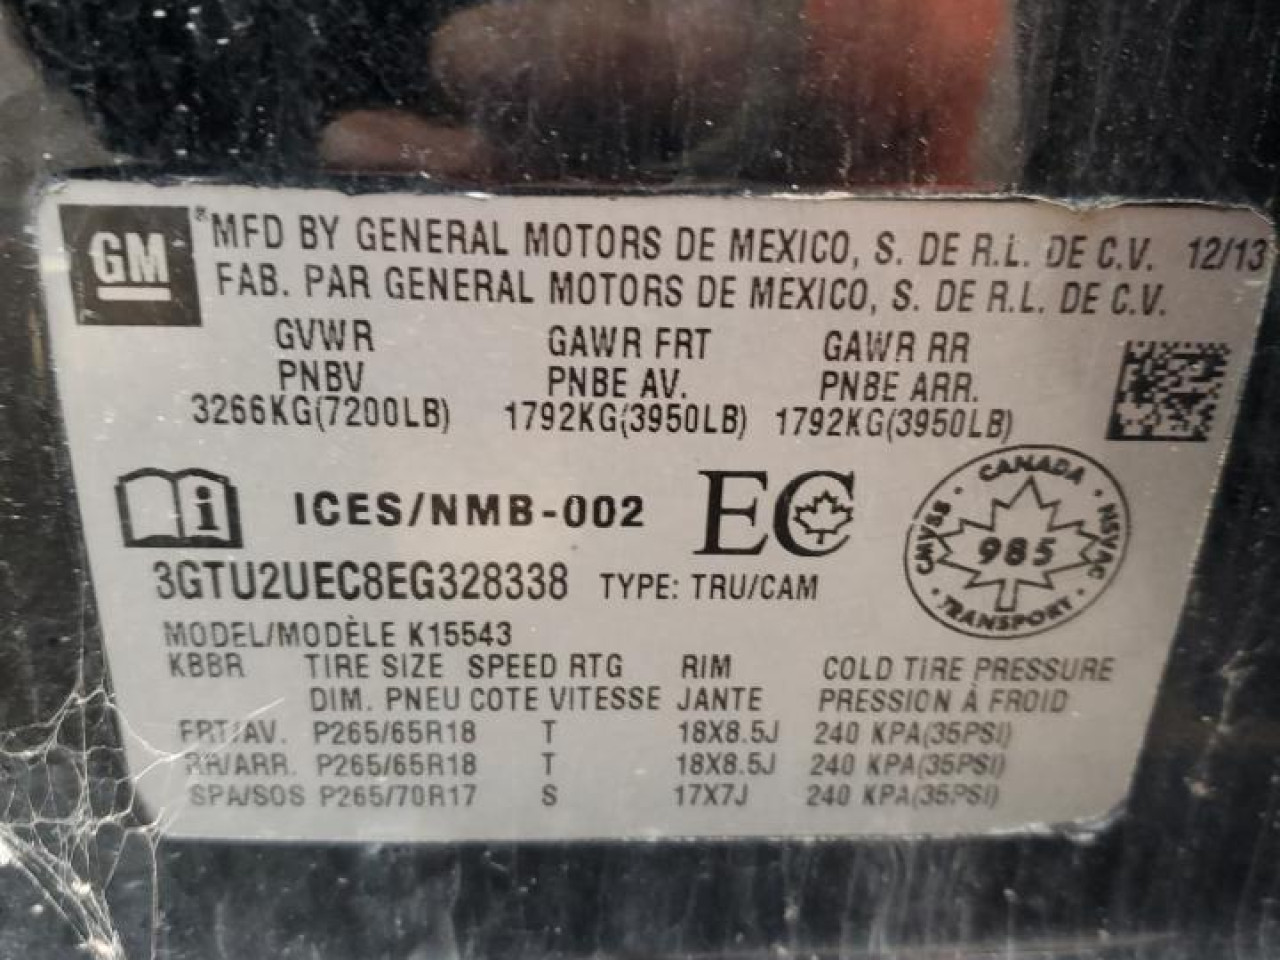 GM ® MFD BY GENERAL MOTORS DE MEXICO, S. DE R.L. DE C.V. 12/13
FAB. PAR GENERAL MOTORS DE MEXICO, S. DE R.L. DE C.V.
GVWR GAWR FRT GAWR RR
PNBV PNBE AV. PNBE ARR.
3266KG(7200LB) 1792KG(3950LB) 1792KG(3950LB)
i ICES/NMB-002 EC
CANADA
CMVSS 985 NSVAC
TRANSPORT
3GTU2UEC8EG328338 TYPE: TRU/CAM
MODEL/MODÈLE K15543
KBBR TIRE SIZE SPEED RTG RIM COLD TIRE PRESSURE
DIM. PNEU COTE VITESSE JANTE PRESSION À FROID
FRT/AV. P265/65R18 T 18X8.5J 240 KPA(35PSI)
RR/ARR. P265/65R18 T 18X8.5J 240 KPA(35PSI)
SPA/SOS P265/70R17 S 17X7J 240 KPA(35PSI)